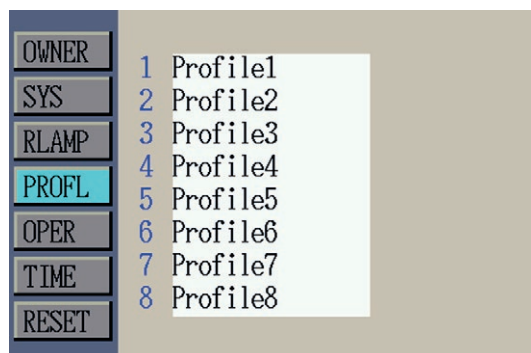 OWNER
SYS
RLAMP
PROFL
OPER
TIME
RESET
1 Profile1
2 Profile2
3 Profile3
4 Profile4
5 Profile5
6 Profile6
7 Profile7
8 Profile8